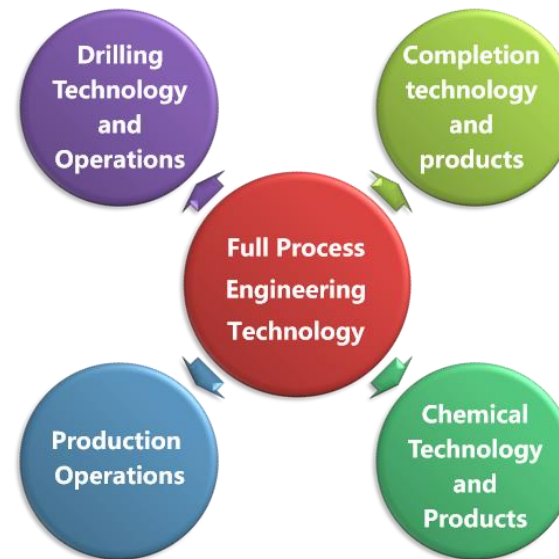 Drilling
Technology
and
Operations
Completion
technology
and
products
Full Process
Engineering
Technology
Production
Operations
Chemical
Technology
and
Products